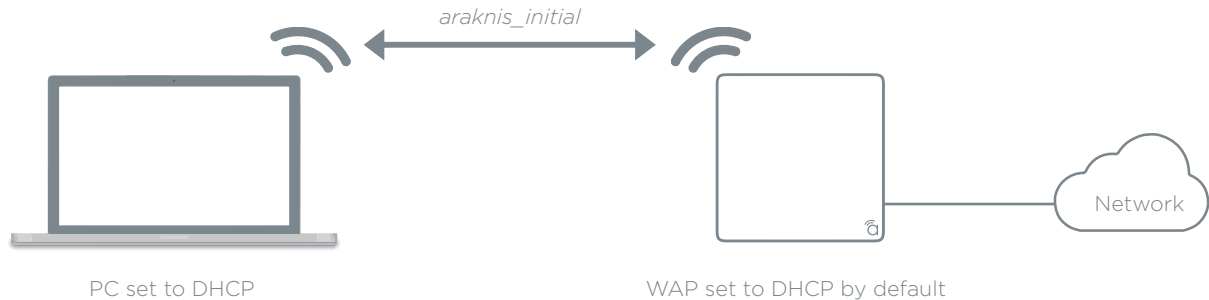 araknis_initial
Network
PC set to DHCP
WAP set to DHCP by default